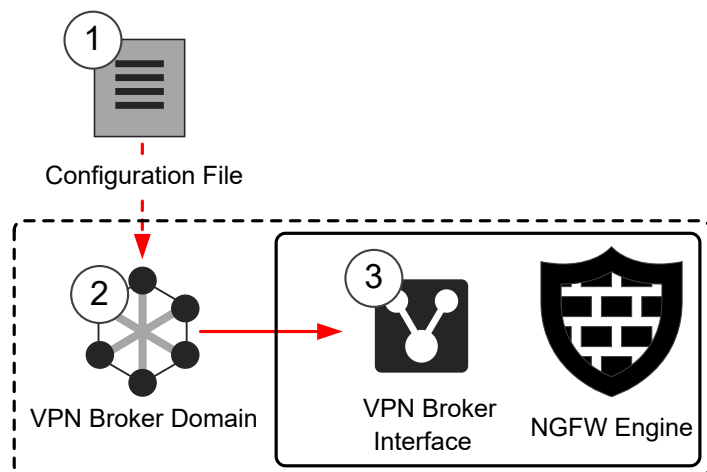 1
Configuration File
2
3
VPN Broker Domain
VPN Broker
Interface
NGFW Engine